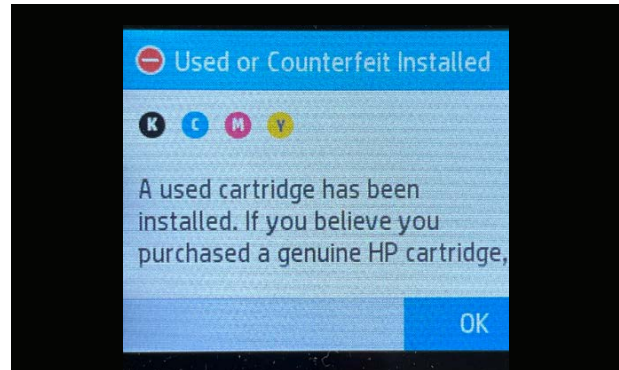 Used or Counterfeit Installed
K C M Y
A used cartridge has been
installed. If you believe you
purchased a genuine HP cartridge,
OK